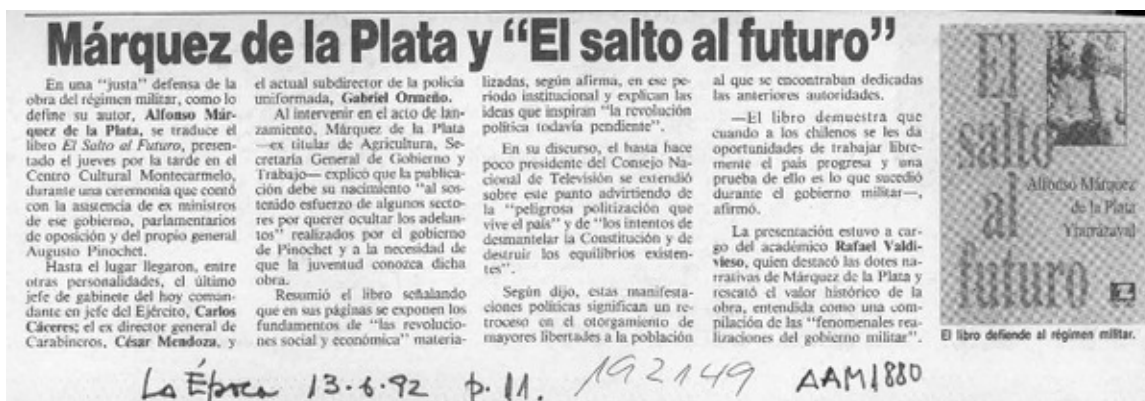 Márquez de la Plata y “El salto al futuro”
En una “justa” defensa de la
obra del régimen militar, como lo
define su autor, Alfonso Már-
quez de la Plata, se traduce el
libro El Salto al Futuro, presen-
tado el jueves por la tarde en el
Centro Cultural Montecarmelo,
durante una ceremonia que contó
con la asistencia de ex ministros
de ese gobierno, parlamentarios
de oposición y del propio general
Augusto Pinochet.
Hasta el lugar llegaron, entre
otras personalidades, el último
jefe de gabinete del hoy coman-
dante en jefe del Ejército, Carlos
Cáceres; el ex director general de
Carabineros, César Mendoza, y
el actual subdirector de la policía
uniformada, Gabriel Ormeño.
Al intervenir en el acto de lan-
zamiento, Márquez de la Plata
—ex titular de Agricultura, Se-
cretaría General de Gobierno y
Trabajo— explicó que la publica-
ción debe su nacimiento “al sos-
tenido esfuerzo de algunos secto-
res por querer ocultar los adelan-
tos” realizados por el gobierno
de Pinochet y a la necesidad de
que la juventud conozca dicha
obra.
Resumió el libro señalando
que en sus páginas se exponen los
fundamentos de “las revolucio-
nes social y económica” materia-
lizadas, según afirma, en ese pe-
ríodo institucional y explican las
ideas que inspiran “la revolución
política todavía pendiente”.
En su discurso, el hasta hace
poco presidente del Consejo Na-
cional de Televisión se extendió
sobre este punto advirtiendo de
la “peligrosa politización que
vive el país” y de “los intentos de
desmantelar la Constitución y de
destruir los equilibrios existen-
tes”.
Según dijo, estas manifesta-
ciones políticas significan un re-
troceso en el otorgamiento de
mayores libertades a la población
al que se encontraban dedicadas
las anteriores autoridades.
—El libro demuestra que
cuando a los chilenos se les da
oportunidades de trabajar libre-
mente el país progresa y una
prueba de ello es lo que sucedió
durante el gobierno militar—,
afirmó.
La presentación estuvo a car-
go del académico Rafael Valdi-
vieso, quien destacó las dotes na-
rrativas de Márquez de la Plata y
rescató el valor histórico de la
obra, entendida como una com-
pilación de las “fenomenales rea-
lizaciones del gobierno militar”.
El
salto
al
futuro
Alfonso Márquez
de la Plata
Yrarrázaval
El libro defiende al régimen militar.
La Época 13.6.92 p. 11. 192149 AAM1880